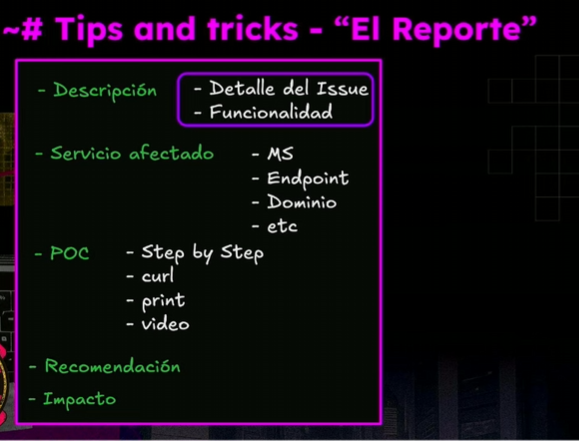 ~# Tips and tricks - “El Reporte”
- Descripción
- Detalle del Issue
- Funcionalidad
- Servicio afectado
- MS
- Endpoint
- Dominio
- etc
- POC
- Step by Step
- curl
- print
- video
- Recomendación
- Impacto